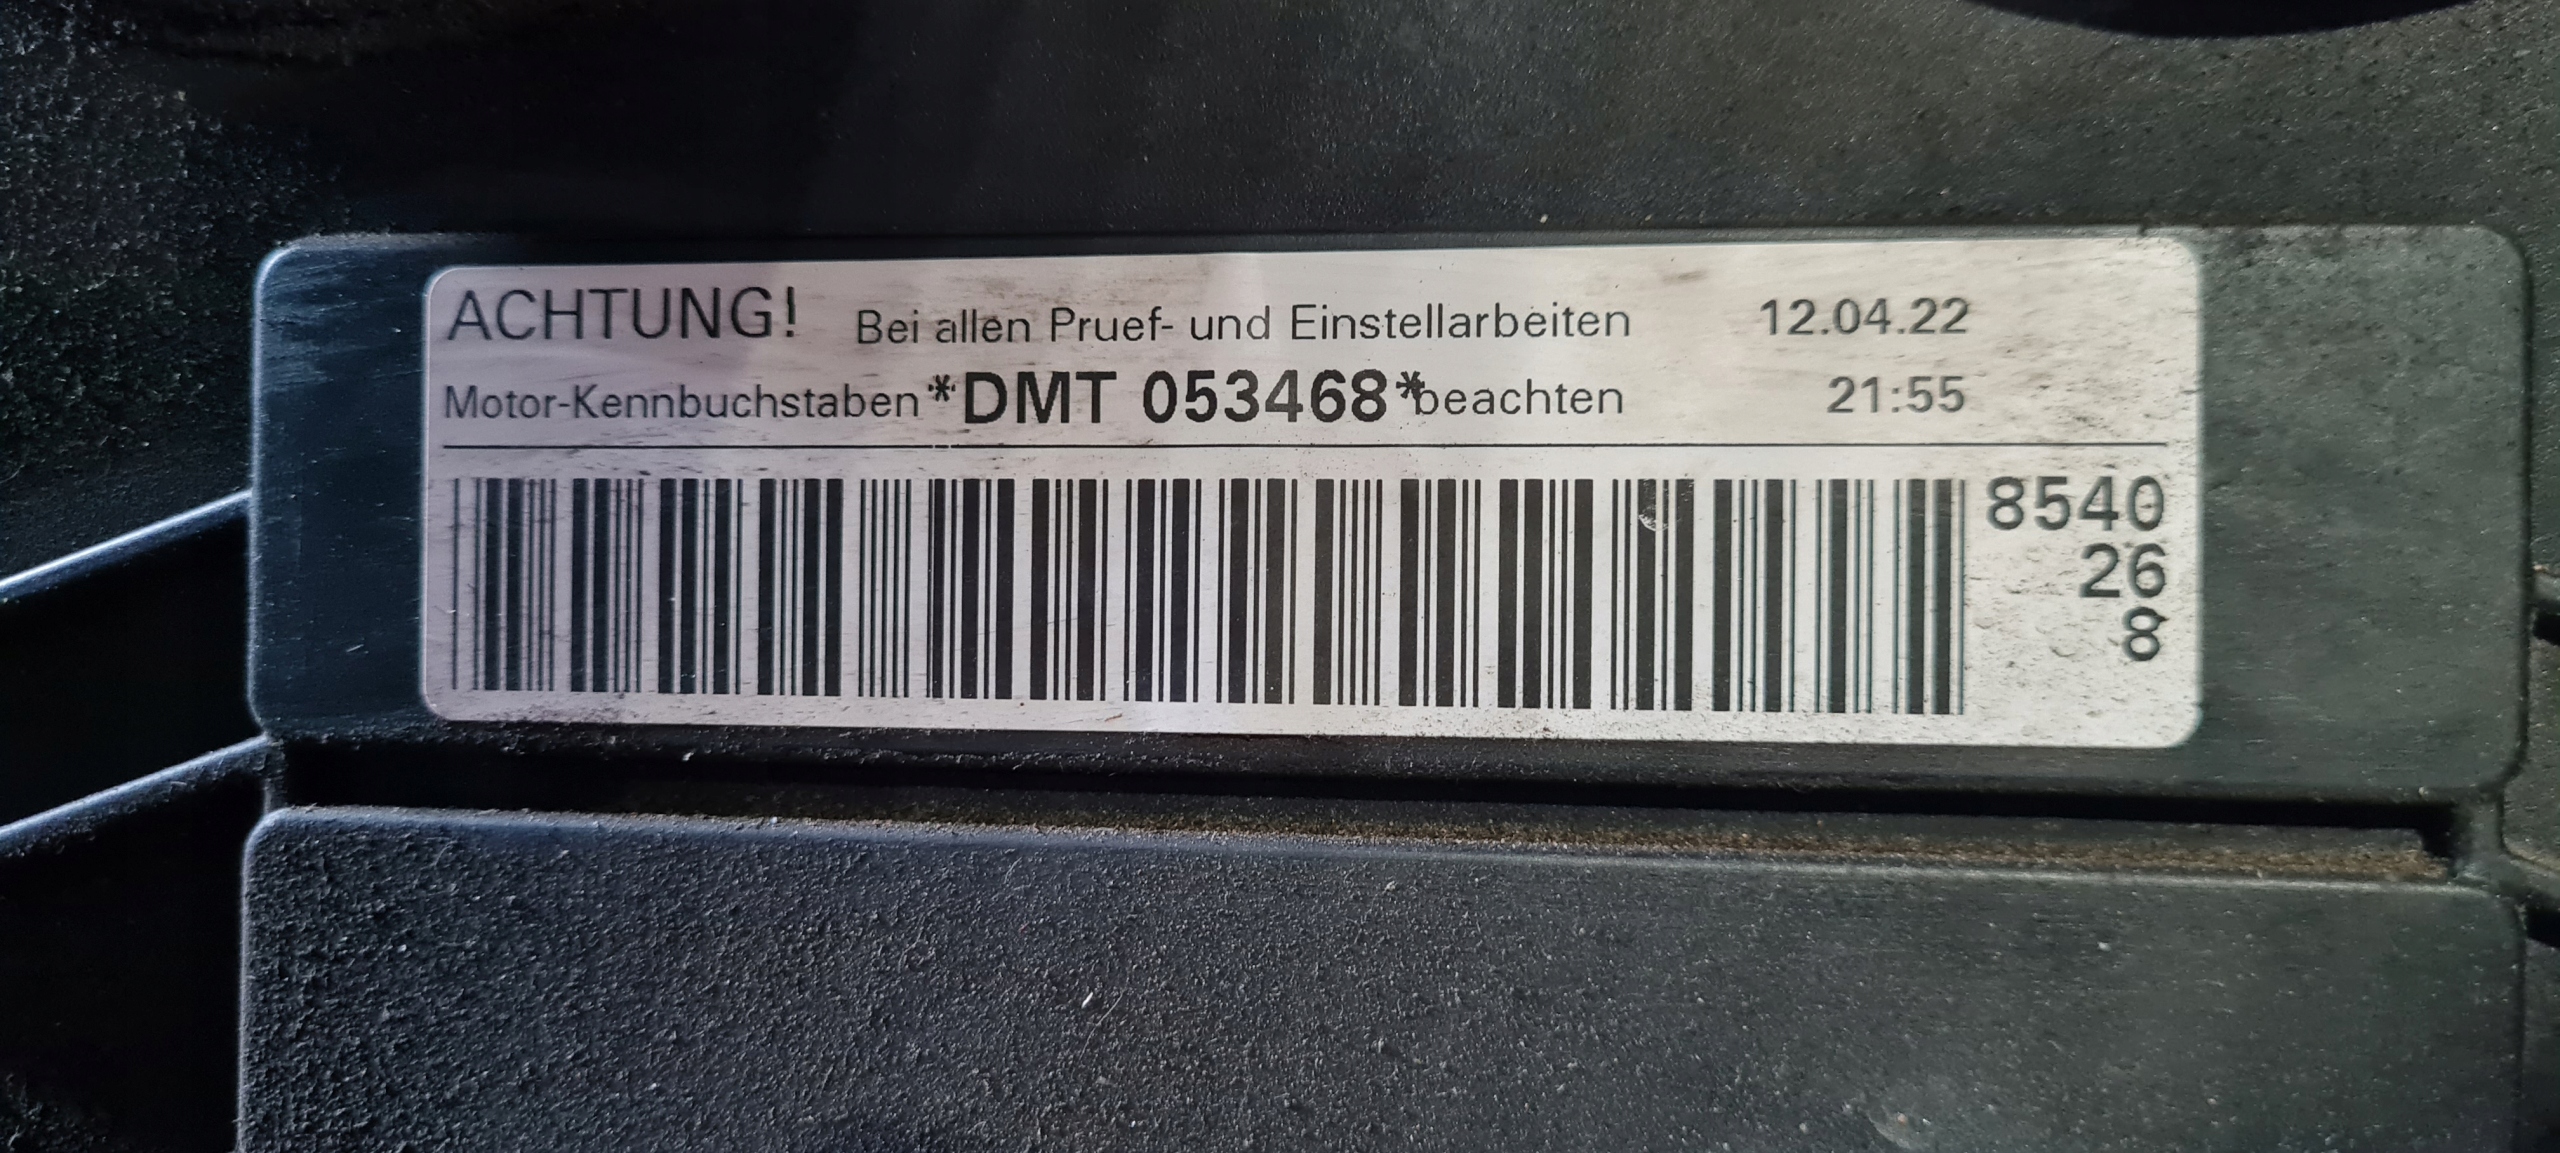 ACHTUNG! Bei allen Pruef- und Einstellarbeiten 12.04.22
Motor-Kennbuchstaben *DMT 053468* beachten 21:55
8540
26
8